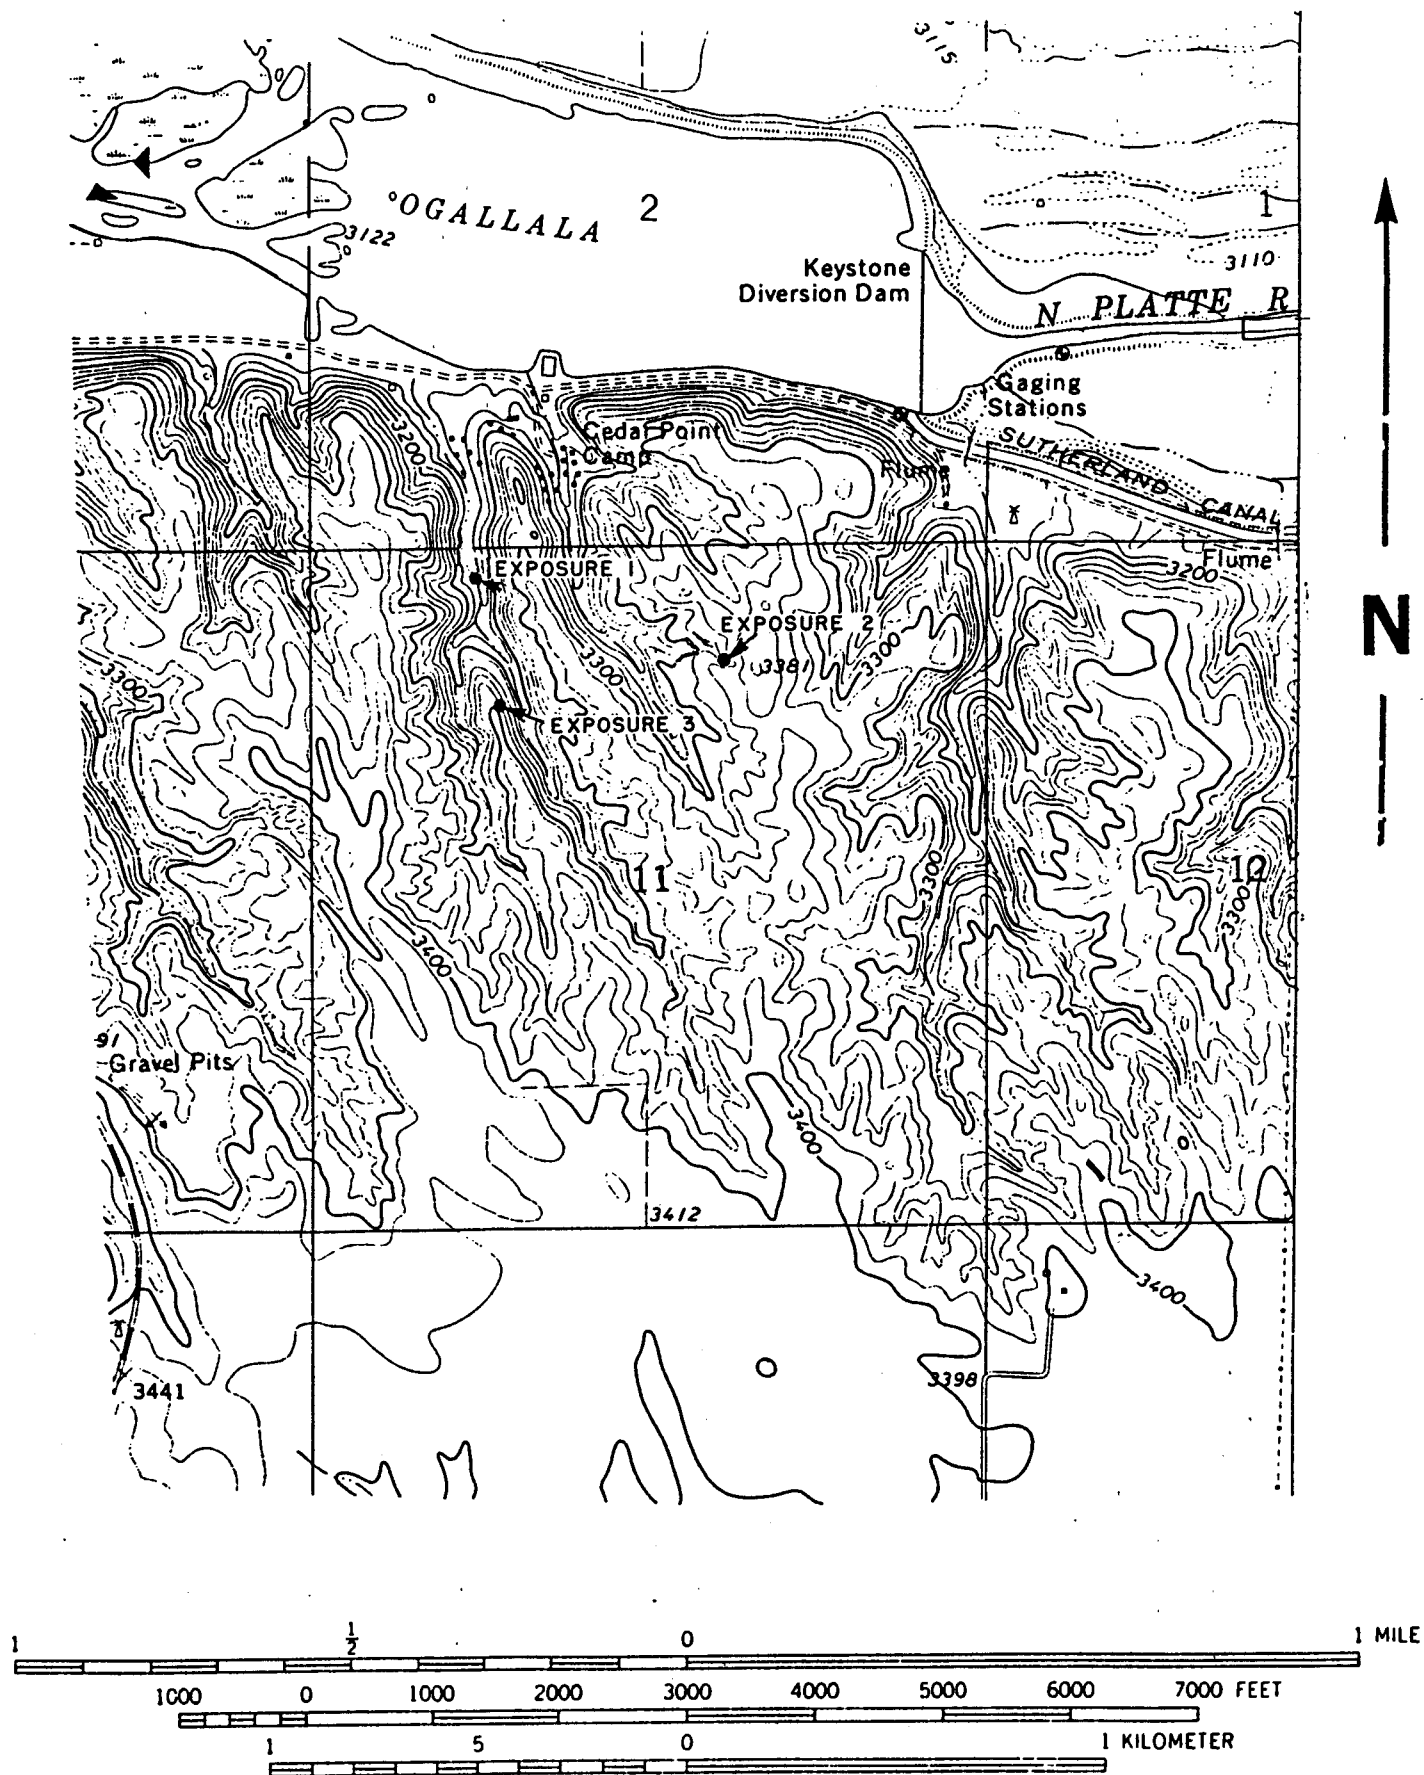 3115
OGALLALA
2
1
3122
3110
Keystone
Diversion Dam
N PLATTE R
Gaging
Stations
3200
Cedar Point
Camp
Flume
SUTHERLAND CANAL
Flume
3200
EXPOSURE 1
EXPOSURE 2
3381
3300
3300
3300
N
EXPOSURE 3
11
12
3300
3300
3400
91
Gravel Pits
3400
3412
3400
3398
3441
1 1/2 0 1 MILE
1000 0 1000 2000 3000 4000 5000 6000 7000 FEET
1 5 0 1 KILOMETER